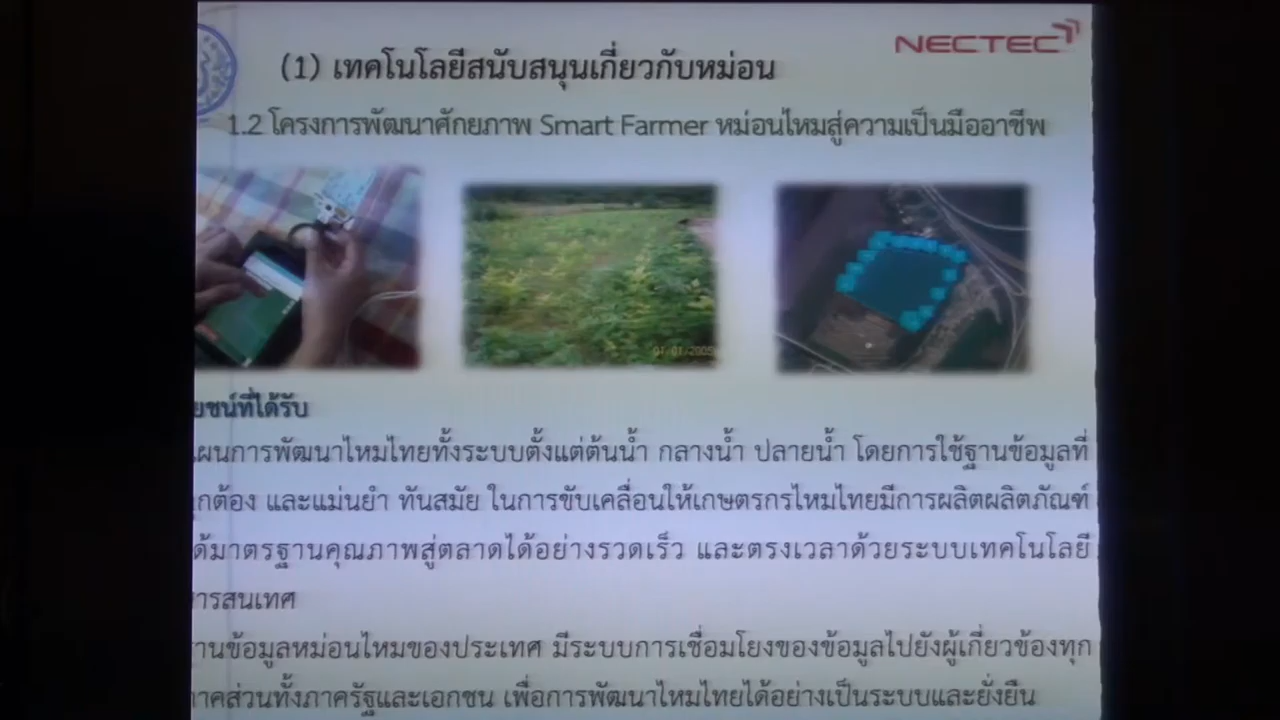 NECTEC
(1) เทคโนโลยีสนับสนุนเกี่ยวกับหม่อน
1.2 โครงการพัฒนาศักยภาพ Smart Farmer หม่อนไหมสู่ความเป็นมืออาชีพ
01/01/2005
ยชน์ที่ได้รับ
แผนการพัฒนาไหมไทยทั้งระบบตั้งแต่ต้นน้ำ กลางน้ำ ปลายน้ำ โดยการใช้ฐานข้อมูลที่
กต้อง และแม่นยำ ทันสมัย ในการขับเคลื่อนให้เกษตรกรไหมไทยมีการผลิตผลิตภัณฑ์
ได้มาตรฐานคุณภาพสู่ตลาดได้อย่างรวดเร็ว และตรงเวลาด้วยระบบเทคโนโลยี
ารสนเทศ
านข้อมูลหม่อนไหมของประเทศ มีระบบการเชื่อมโยงของข้อมูลไปยังผู้เกี่ยวข้องทุก
าคส่วนทั้งภาครัฐและเอกชน เพื่อการพัฒนาไหมไทยได้อย่างเป็นระบบและยั่งยืน